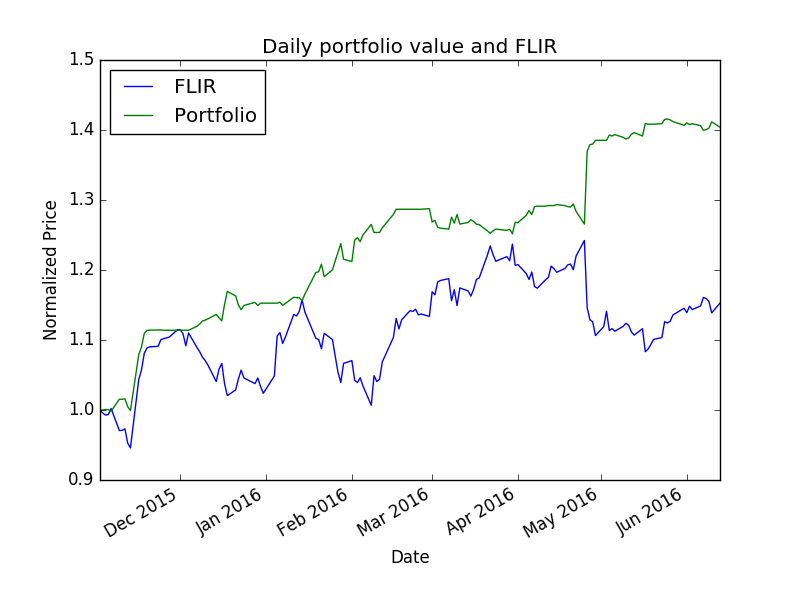 Daily portfolio value and FLIR
FLIR
Portfolio
Normalized Price
1.5
1.4
1.3
1.2
1.1
1.0
0.9
Dec 2015
Jan 2016
Feb 2016
Mar 2016
Apr 2016
May 2016
Jun 2016
Date